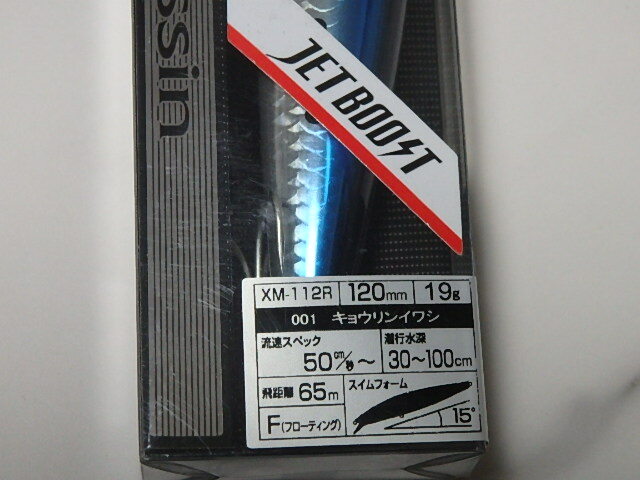 ssin
JET BOOST
XM-112R 120mm 19g
001 キョウリンイワシ
流速スペック 潜行水深
50cm/秒〜 30〜100cm
飛距離 65m スイムフォーム
F(フローティング) 15°